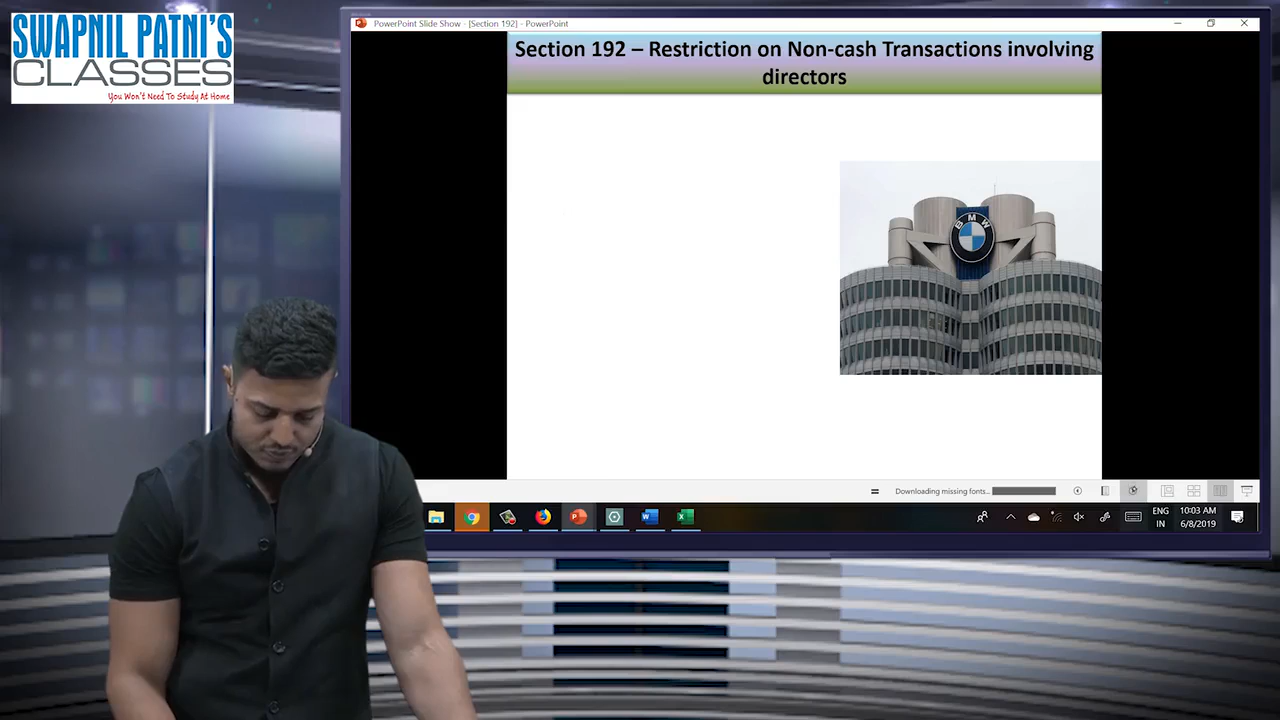 SWAPNIL PATNI'S
CLASSES
You Won't Need To Study At Home
PowerPoint Slide Show - [Section 192] - PowerPoint
Section 192 – Restriction on Non-cash Transactions involving
directors
BMW
Downloading missing fonts...
ENG
IN
10:03 AM
6/8/2019